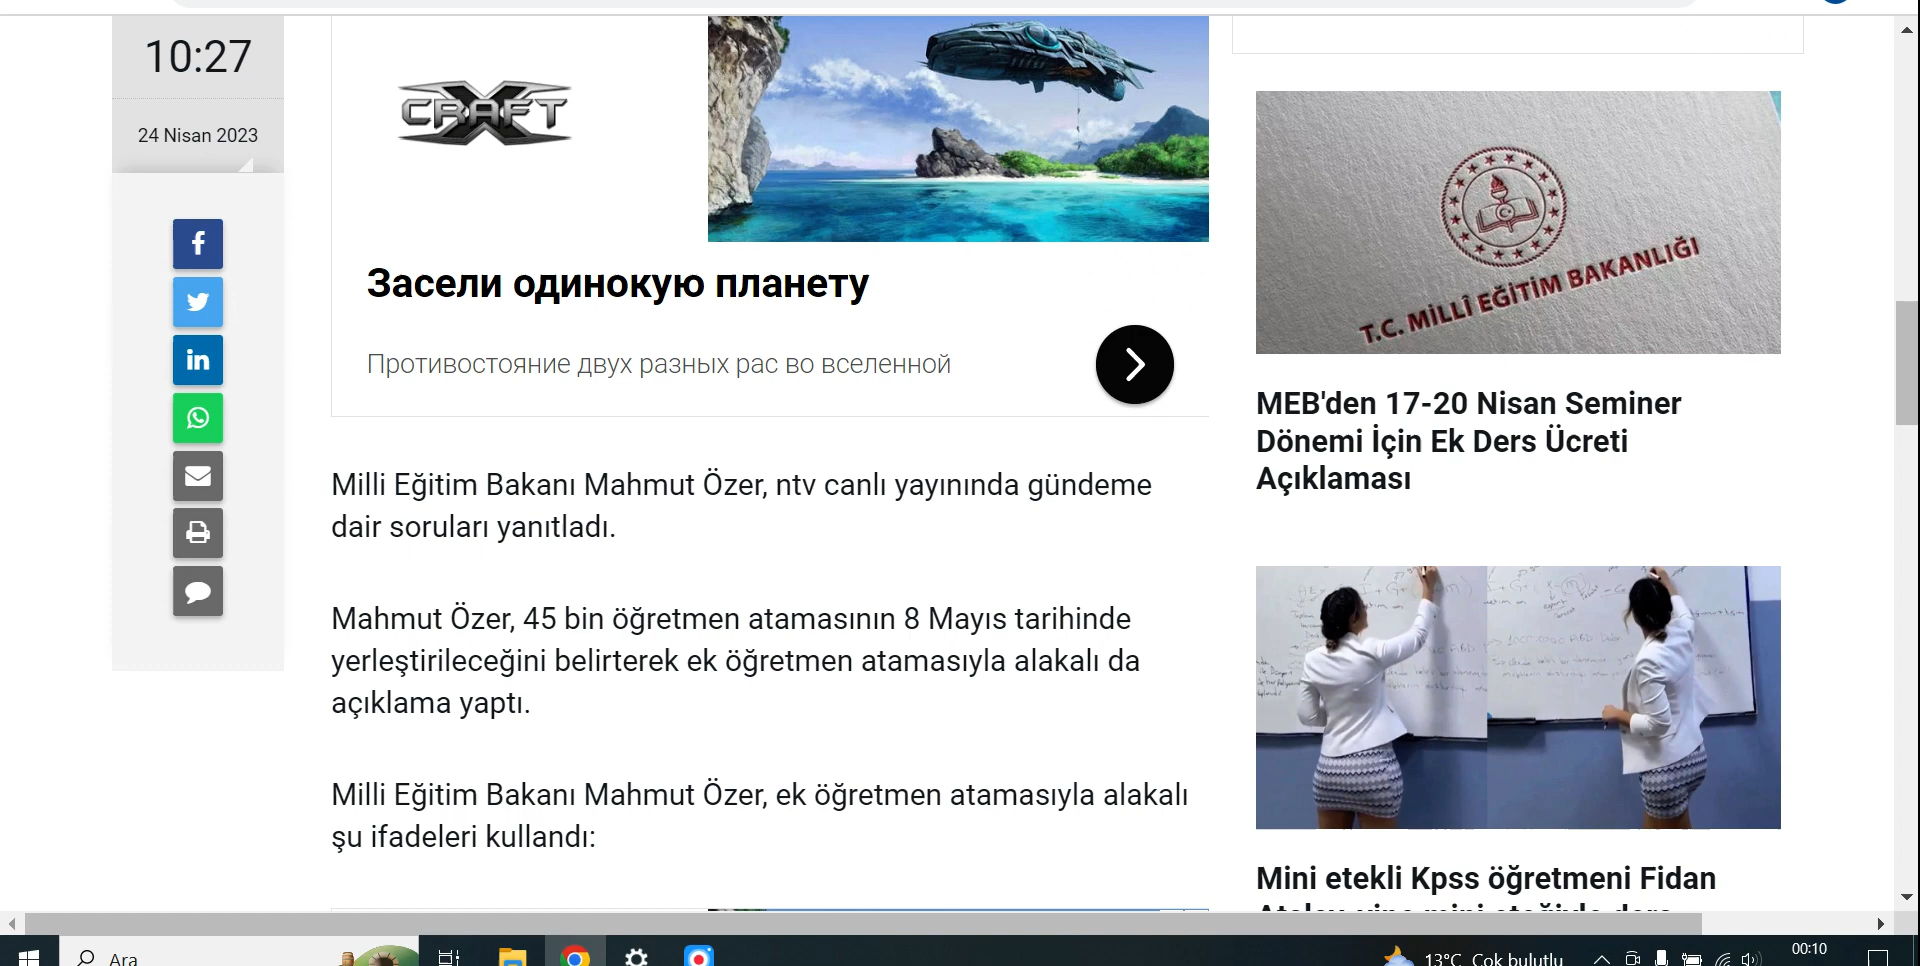 10:27
24 Nisan 2023
X
CRAFT
Засели одинокую планету
Противостояние двух разных рас во вселенной
Milli Eğitim Bakanı Mahmut Özer, ntv canlı yayınında gündeme
dair soruları yanıtladı.
Mahmut Özer, 45 bin öğretmen atamasının 8 Mayıs tarihinde
yerleştirileceğini belirterek ek öğretmen atamasıyla alakalı da
açıklama yaptı.
Milli Eğitim Bakanı Mahmut Özer, ek öğretmen atamasıyla alakalı
şu ifadeleri kullandı:
T.C. MİLLÎ EĞİTİM BAKANLIĞI
MEB'den 17-20 Nisan Seminer
Dönemi İçin Ek Ders Ücreti
Açıklaması
Mini etekli Kpss öğretmeni Fidan
Ara
13°C Çok bulutlu
00:10